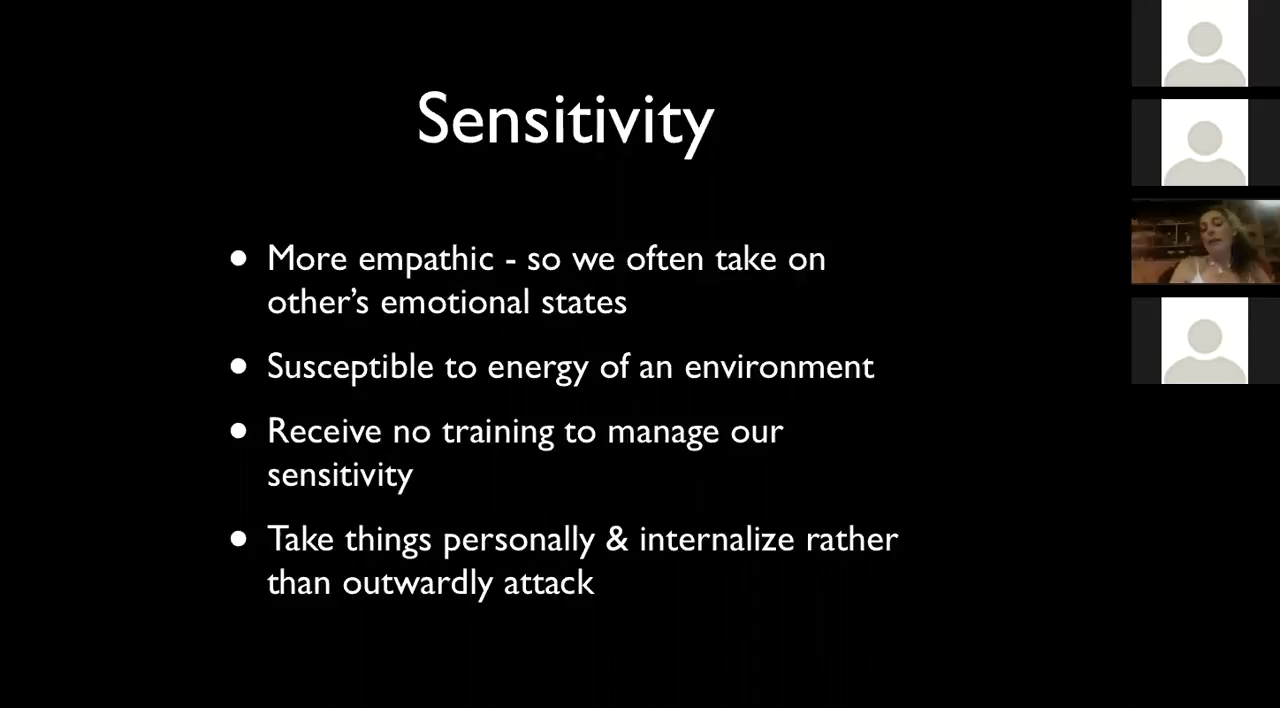 Sensitivity
• More empathic - so we often take on
other’s emotional states
• Susceptible to energy of an environment
• Receive no training to manage our
sensitivity
• Take things personally & internalize rather
than outwardly attack